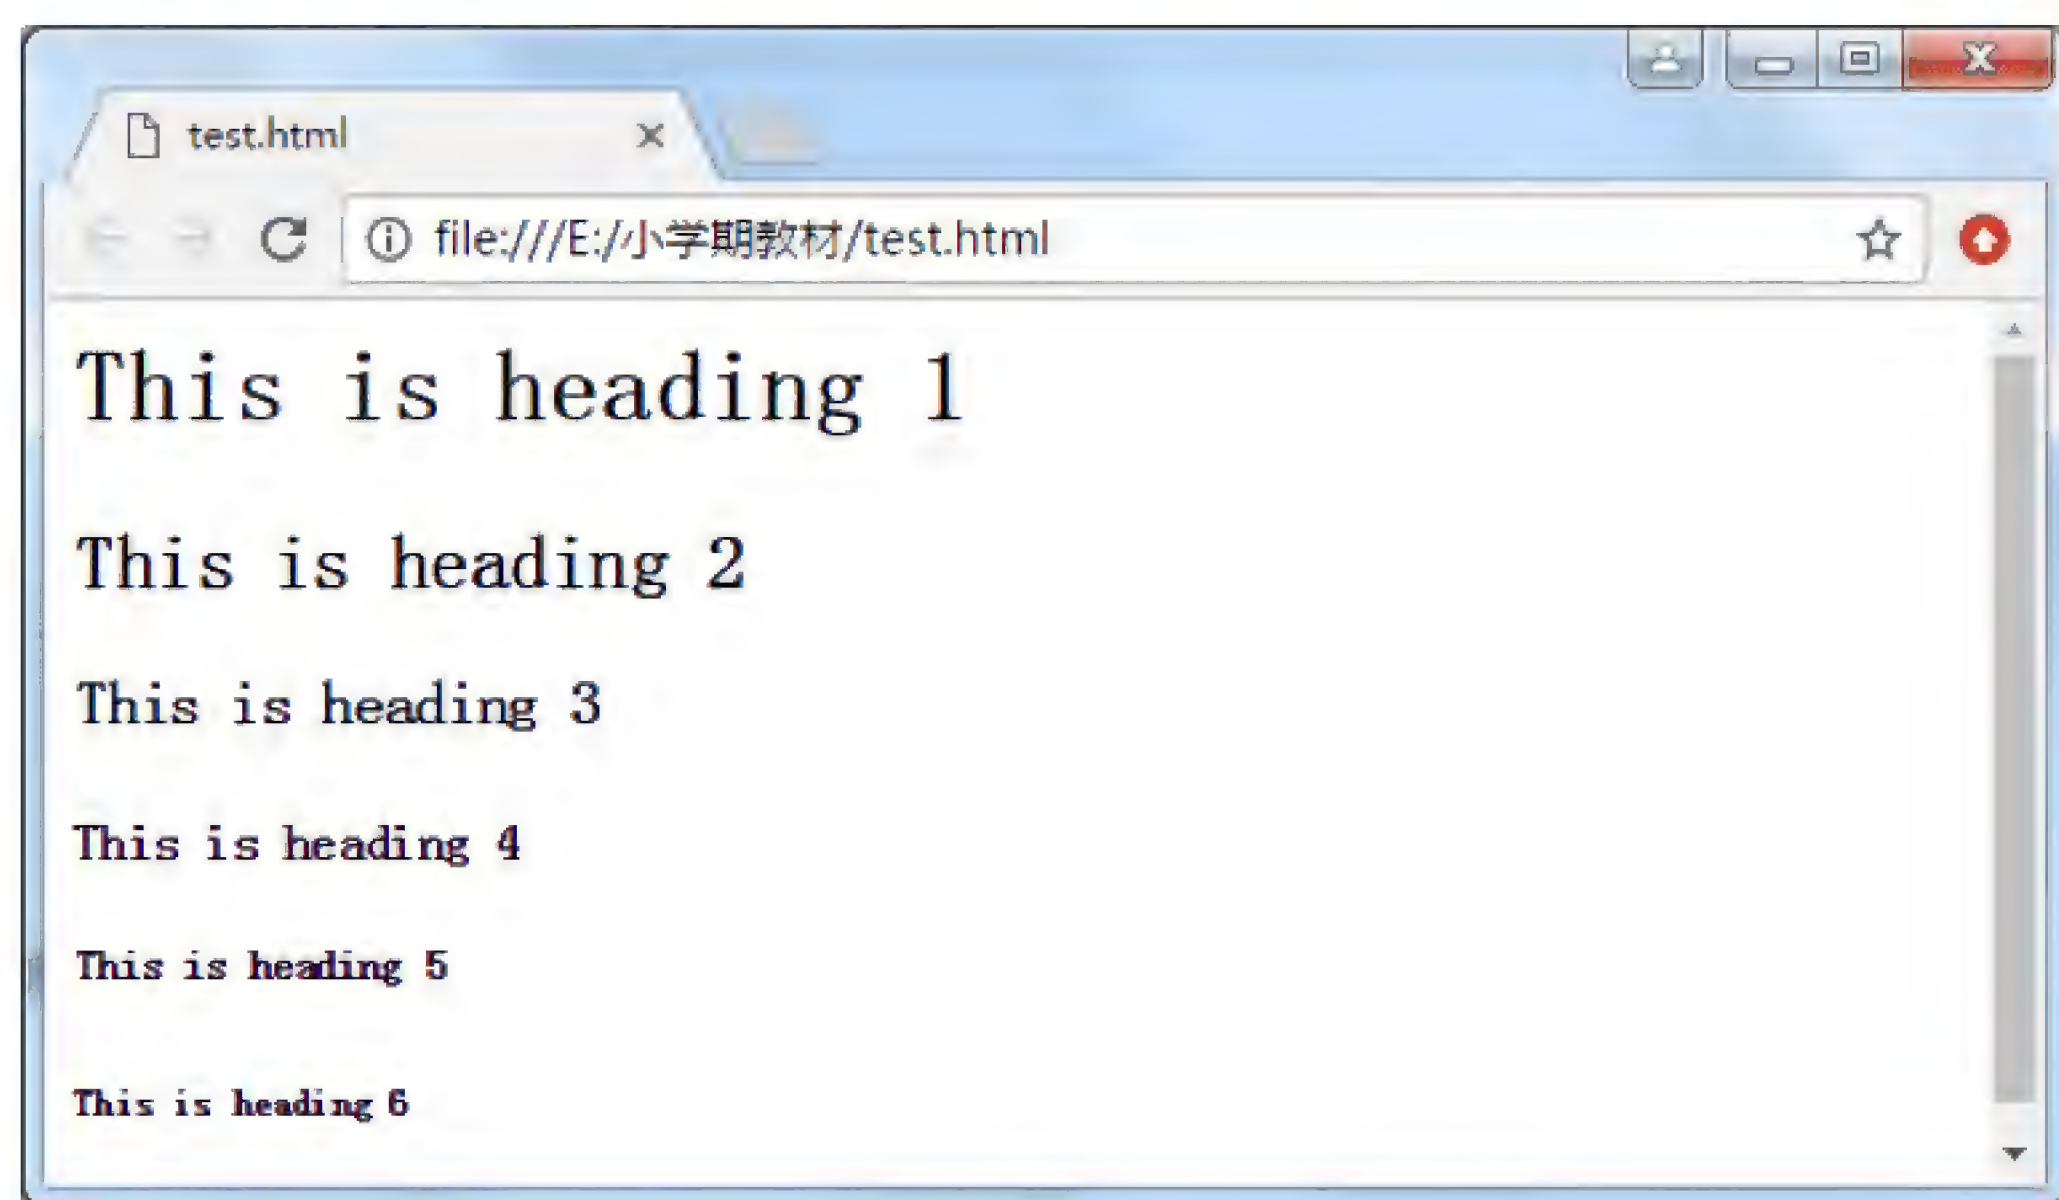 test.html
file:///E:/小学期教材/test.html
This is heading 1
This is heading 2
This is heading 3
This is heading 4
This is heading 5
This is heading 6